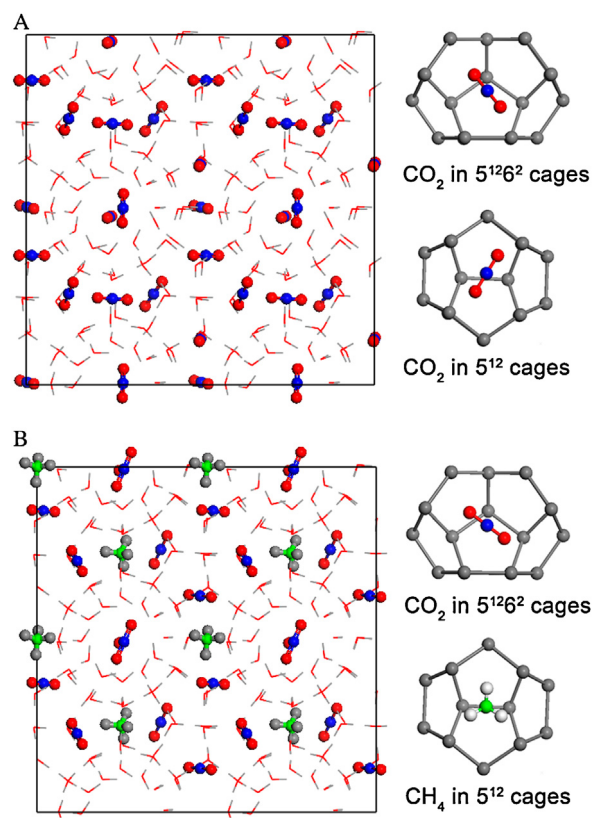 A
CO₂ in 5¹²6² cages
CO₂ in 5¹² cages
B
CO₂ in 5¹²6² cages
CH₄ in 5¹² cages